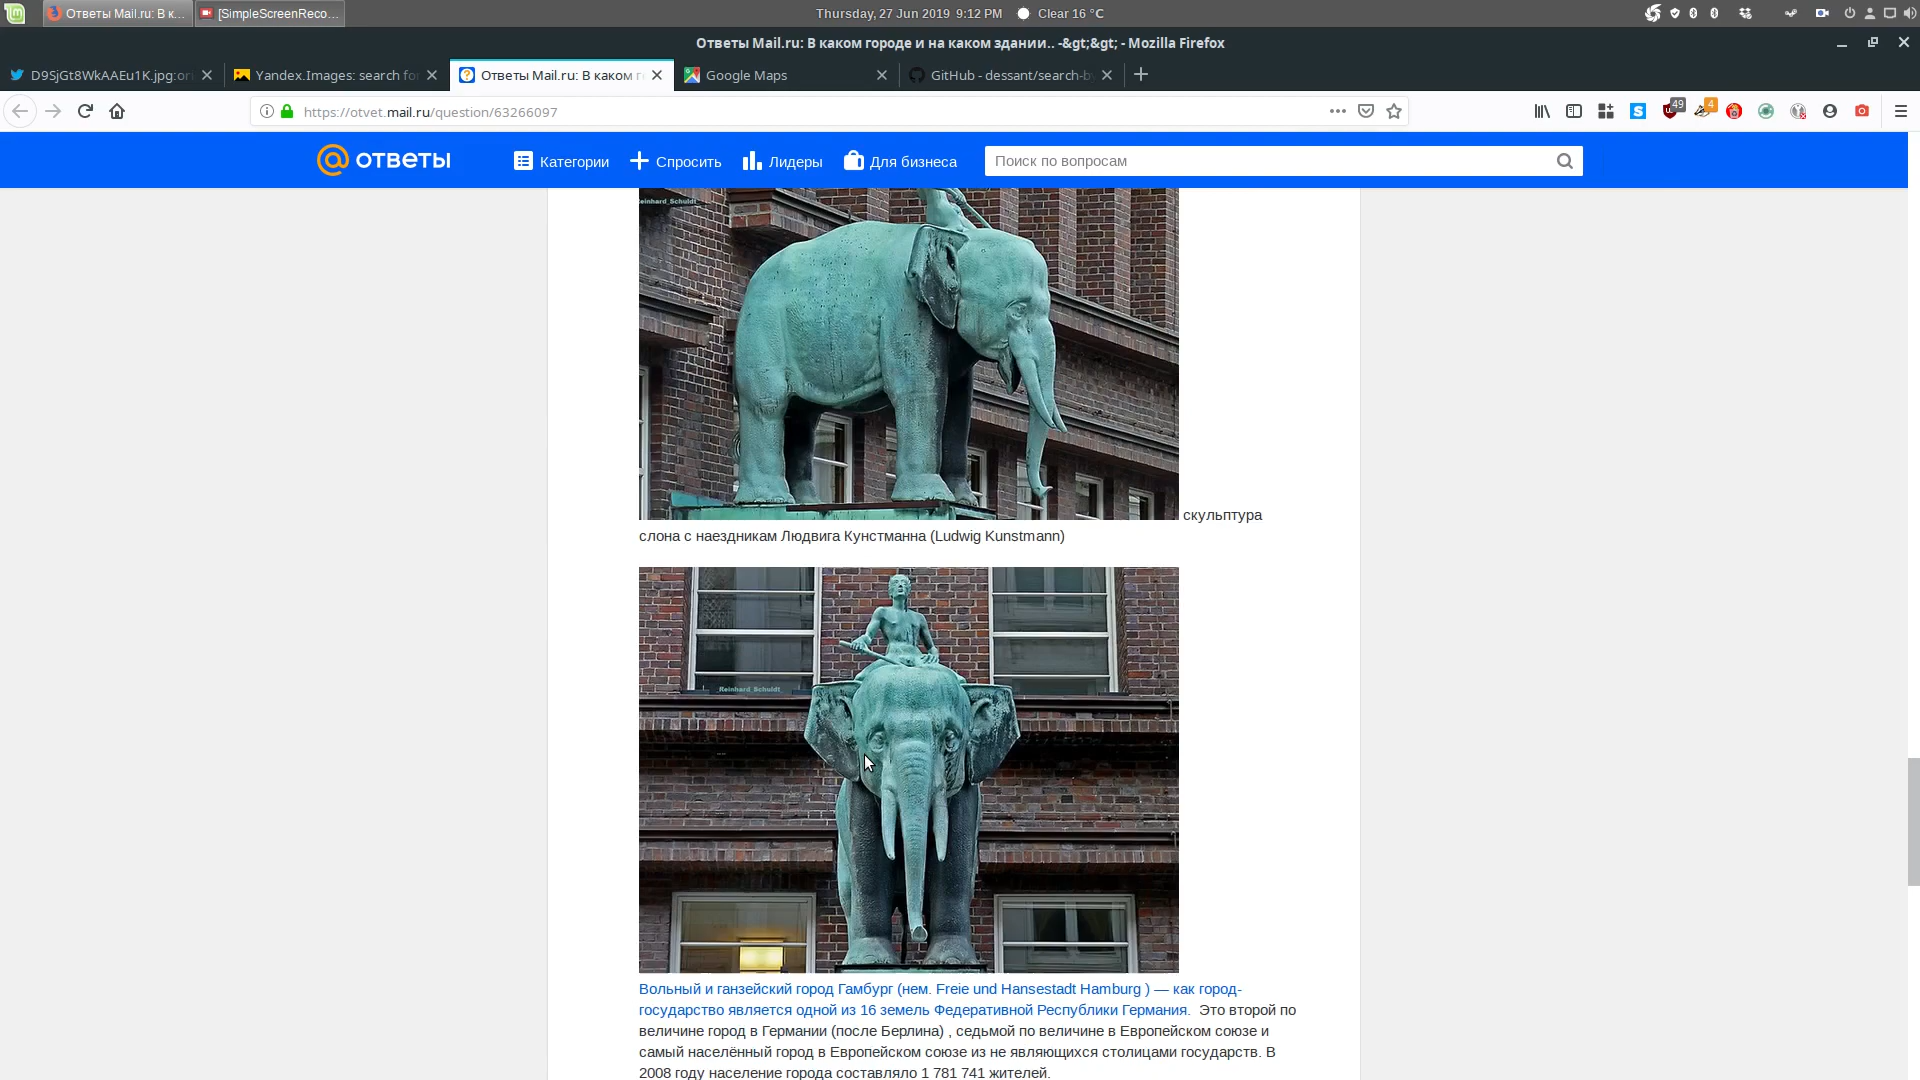 Ответы Mail.ru: В к...
[SimpleScreenReco...
Thursday, 27 Jun 2019 9:12 PM
Clear 16 °C
Ответы Mail.ru: В каком городе и на каком здании.. -&gt;&gt; - Mozilla Firefox
D9SjGt8WkAAEu1K.jpg:ori
Yandex.Images: search fo
Ответы Mail.ru: В каком г
Google Maps
GitHub - dessant/search-b
https://otvet.mail.ru/question/63266097
49
4
ответы
Категории
Спросить
Лидеры
Для бизнеса
Поиск по вопросам
Reinhard_Schuldt
скульптура
слона с наездникам Людвига Кунстманна (Ludwig Kunstmann)
_Reinhard_Schuldt
Вольный и ганзейский город Гамбург (нем. Freie und Hansestadt Hamburg ) — как город-
государство является одной из 16 земель Федеративной Республики Германия. Это второй по
величине город в Германии (после Берлина) , седьмой по величине в Европейском союзе и
самый населённый город в Европейском союзе из не являющихся столицами государств. В
2008 году население города составляло 1 781 741 жителей.